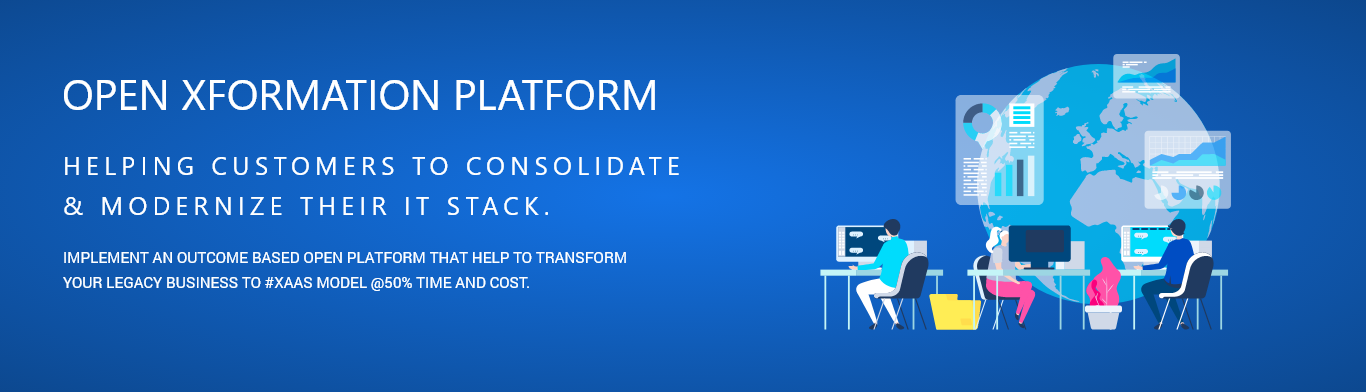 OPEN XFORMATION PLATFORM
HELPING CUSTOMERS TO CONSOLIDATE
& MODERNIZE THEIR IT STACK.
IMPLEMENT AN OUTCOME BASED OPEN PLATFORM THAT HELP TO TRANSFORM
YOUR LEGACY BUSINESS TO #XAAS MODEL @50% TIME AND COST.